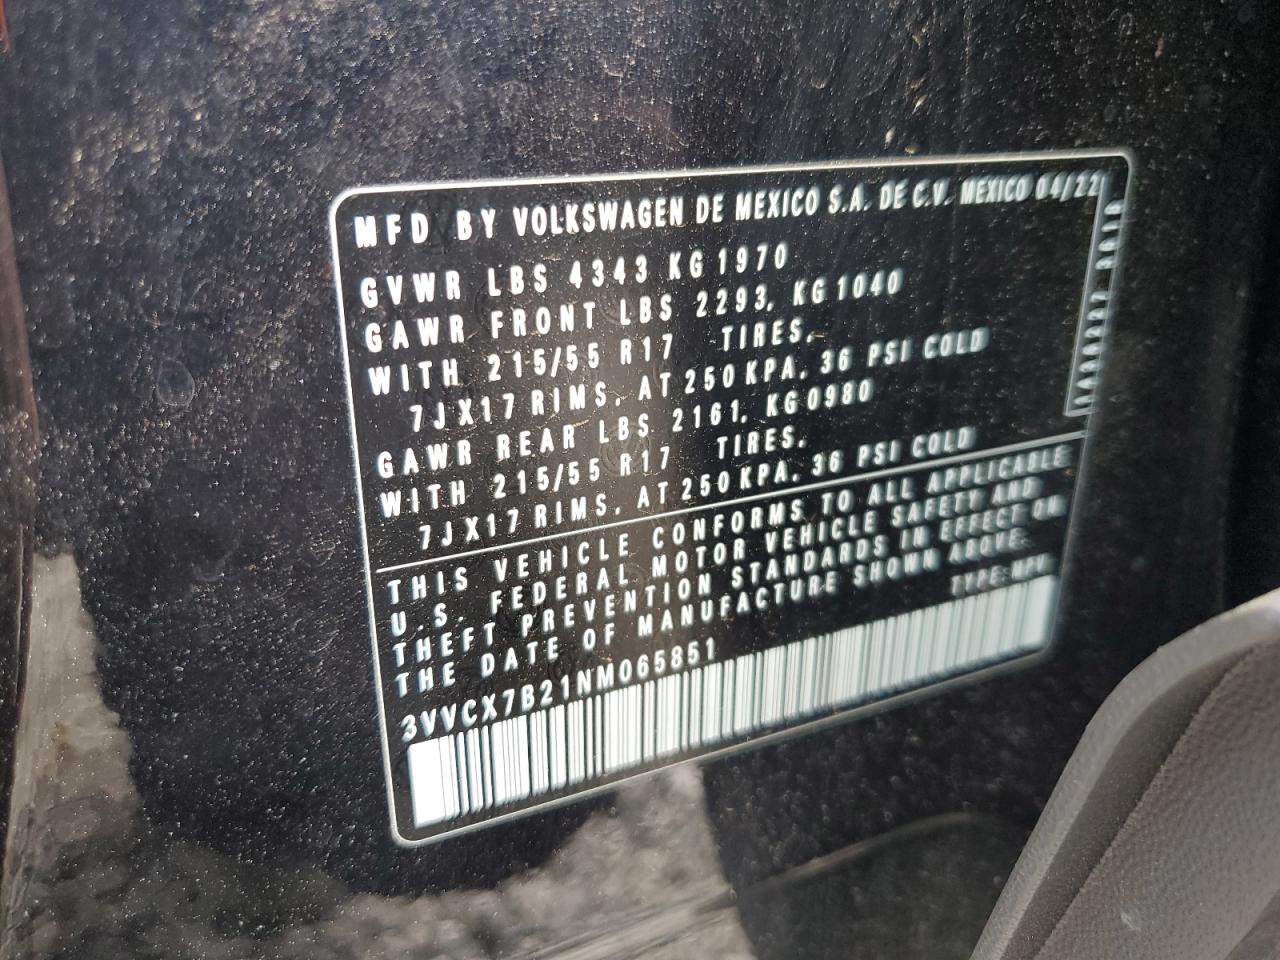 MFD BY VOLKSWAGEN DE MEXICO S.A. DE C.V. MEXICO 04/22
GVWR LBS 4343 KG 1970
GAWR FRONT LBS 2293, KG 1040
WITH 215/55 R17 TIRES,
7JX17 RIMS, AT 250 KPA, 36 PSI COLD
GAWR REAR LBS 2161, KG 0980
WITH 215/55 R17 TIRES,
7JX17 RIMS, AT 250 KPA, 36 PSI COLD
THIS VEHICLE CONFORMS TO ALL APPLICABLE
U.S. FEDERAL MOTOR VEHICLE SAFETY AND
THEFT PREVENTION STANDARDS IN EFFECT ON
THE DATE OF MANUFACTURE SHOWN ABOVE.
TYPE: MPV
3VVCX7B21NM065851